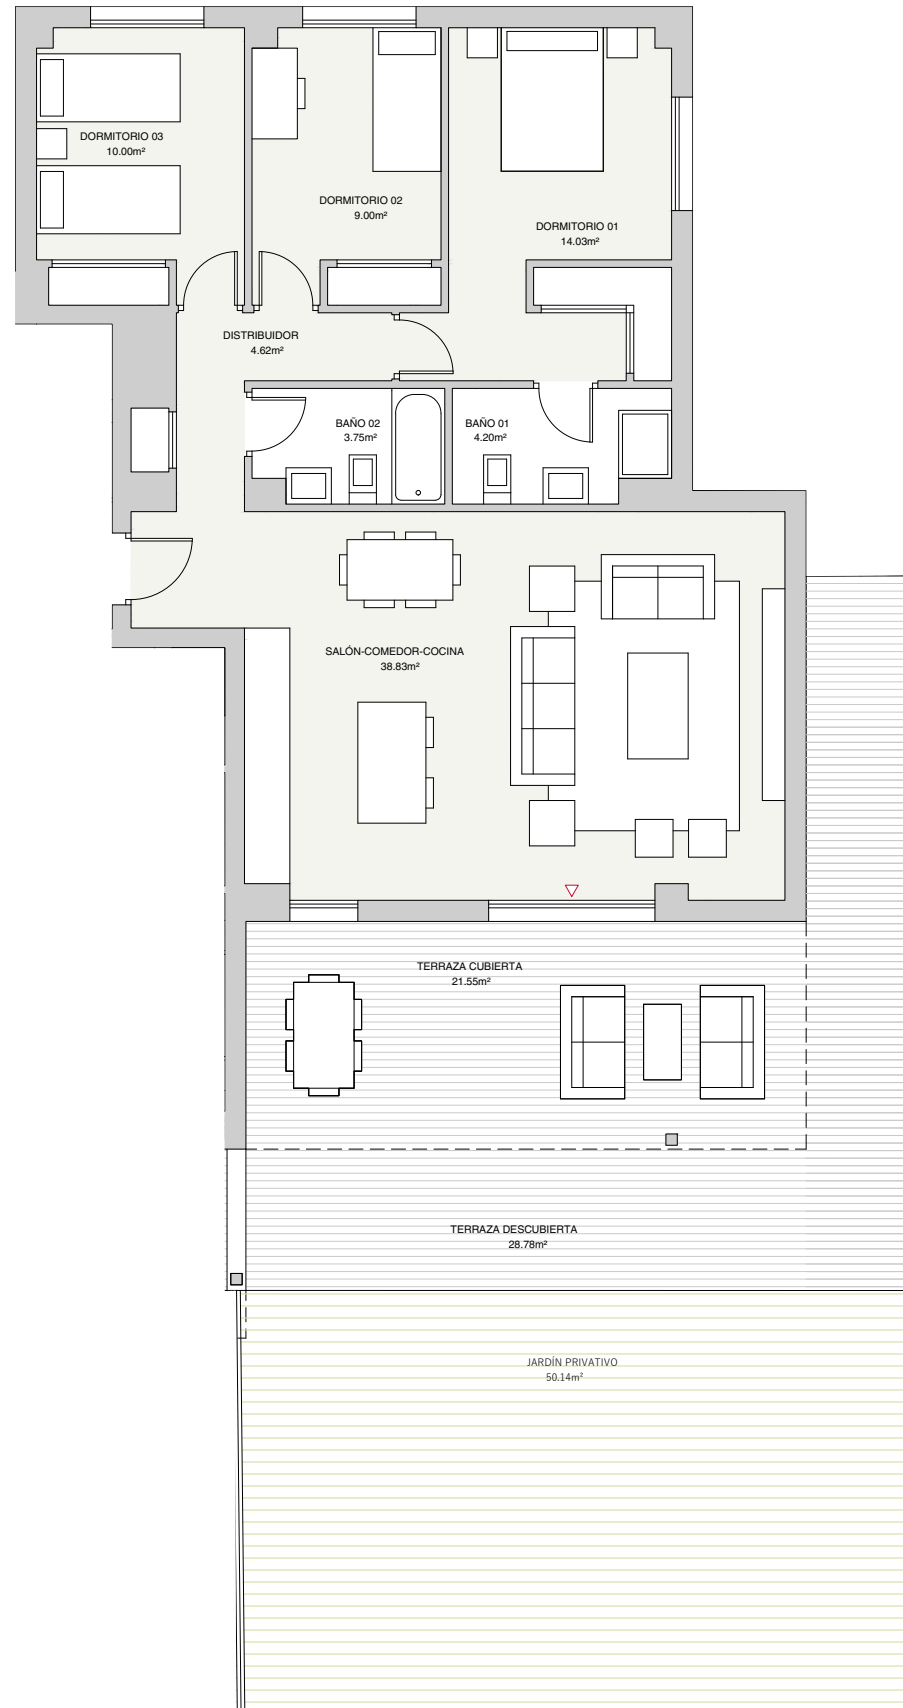 DORMITORIO 03
10.00m²
DORMITORIO 02
9.00m²
DORMITORIO 01
14.03m²
DISTRIBUIDOR
4.62m²
BAÑO 02
3.75m²
BAÑO 01
4.20m²
SALÓN-COMEDOR-COCINA
38.83m²
TERRAZA CUBIERTA
21.55m²
TERRAZA DESCUBIERTA
28.78m²
JARDÍN PRIVATIVO
50.14m²